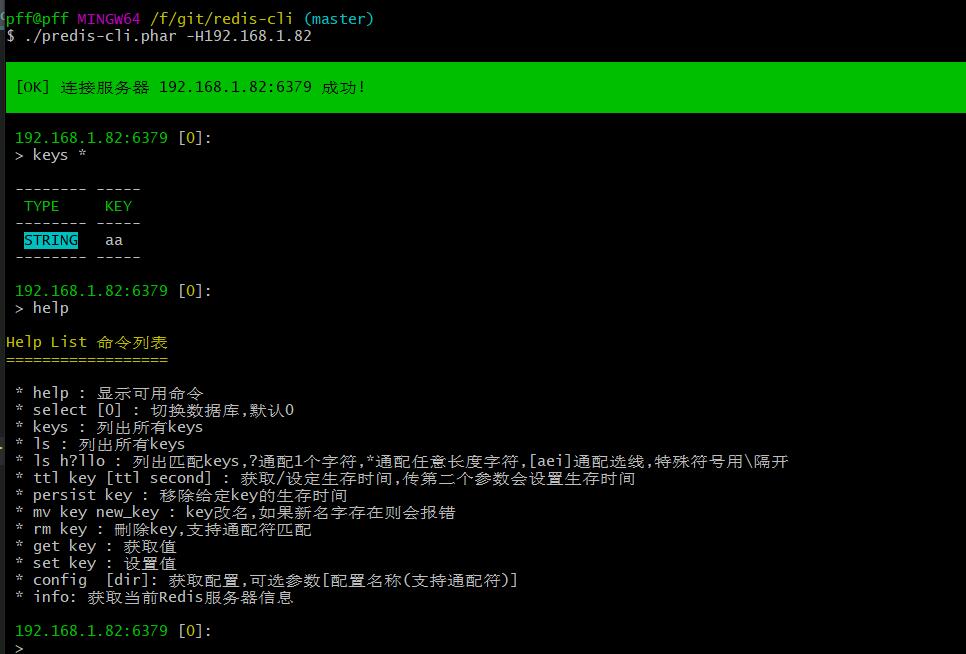 pff@pff MINGW64 /f/git/redis-cli (master)
$ ./predis-cli.phar -H192.168.1.82
[OK] 连接服务器 192.168.1.82:6379 成功!
192.168.1.82:6379 [0]:
> keys *
-------- -----
TYPE KEY
-------- -----
STRING aa
-------- -----
192.168.1.82:6379 [0]:
> help
Help List 命令列表
==================
* help : 显示可用命令
* select [0] : 切换数据库,默认0
* keys : 列出所有keys
* ls : 列出所有keys
* ls h?llo : 列出匹配keys,?通配1个字符,*通配任意长度字符,[aei]通配选线,特殊符号用\隔开
* ttl key [ttl second] : 获取/设定生存时间,传第二个参数会设置生存时间
* persist key : 移除给定key的生存时间
* mv key new_key : key改名,如果新名字存在则会报错
* rm key : 刪除key,支持通配符匹配
* get key : 获取值
* set key : 设置值
* config  [dir]: 获取配置,可选参数[配置名称(支持通配符)]
* info: 获取当前Redis服务器信息
192.168.1.82:6379 [0]:
>